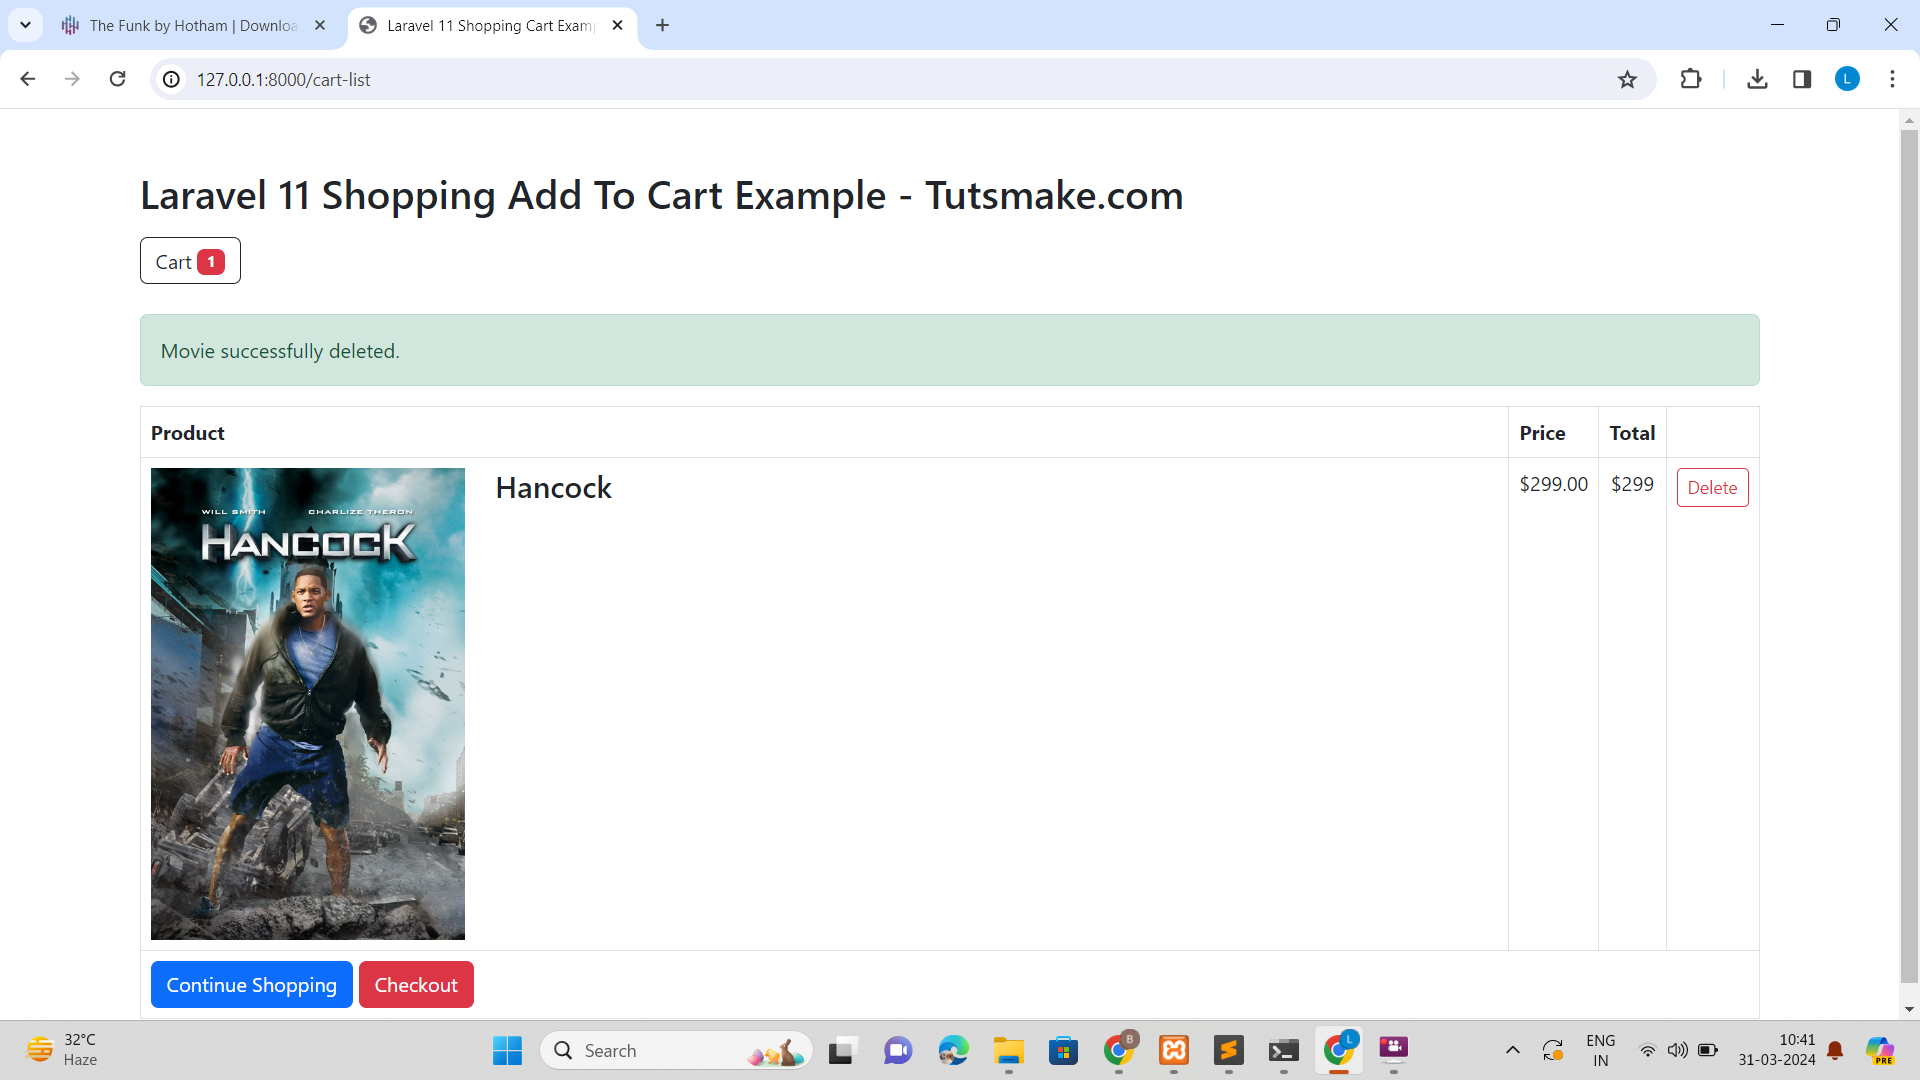 The Funk by Hotham | Downloa
Laravel 11 Shopping Cart Exam
127.0.0.1:8000/cart-list
L
Laravel 11 Shopping Add To Cart Example - Tutsmake.com
Cart 1
Movie successfully deleted.
Product Price Total
WILL SMITH CHARLIZE THERON
HANCOCK
Hancock
$299.00 $299 Delete
Continue Shopping Checkout
32°C
Haze
Search
B
L
ENG
IN
10:41
31-03-2024
PRE